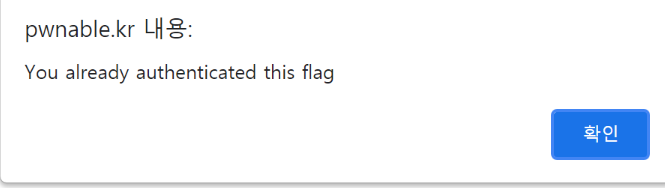 pwnable.kr 내용:
You already authenticated this flag
확인